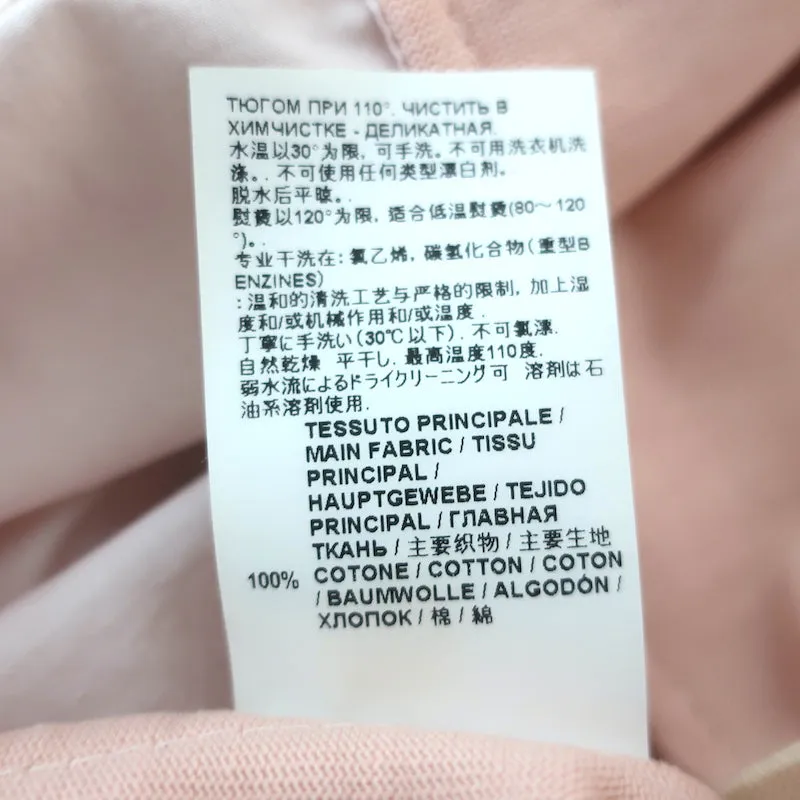 ТЮГОМ ПРИ 110°. ЧИСТИТЬ В
ХИМЧИСТКЕ - ДЕЛИКАТНАЯ.
水温以30°为限, 可手洗。不可用洗衣机洗
涤。. 不可使用任何类型漂白剂。
脱水后平晾。.
熨烫以120°为限, 适合低温熨烫(80～120
°)。.
专业干洗在: 氯乙烯, 碳氢化合物 (重型B
ENZINES)
: 温和的清洗工艺与严格的限制, 加上湿
度和/或机械作用和/或温度 .
丁寧に手洗い (30℃以下) . 不可氯漂.
自然乾燥 平干し. 最高温度110度.
弱水流によるドライクリーニング可 溶剤は石
油系溶剤使用.
TESSUTO PRINCIPALE /
MAIN FABRIC / TISSU
PRINCIPAL /
HAUPTGEWEBE / TEJIDO
PRINCIPAL / ГЛАВНАЯ
ТКАНЬ / 主要织物 / 主要生地
100% COTONE / COTTON / COTON
/ BAUMWOLLE / ALGODÓN /
ХЛОПОК / 棉 / 綿